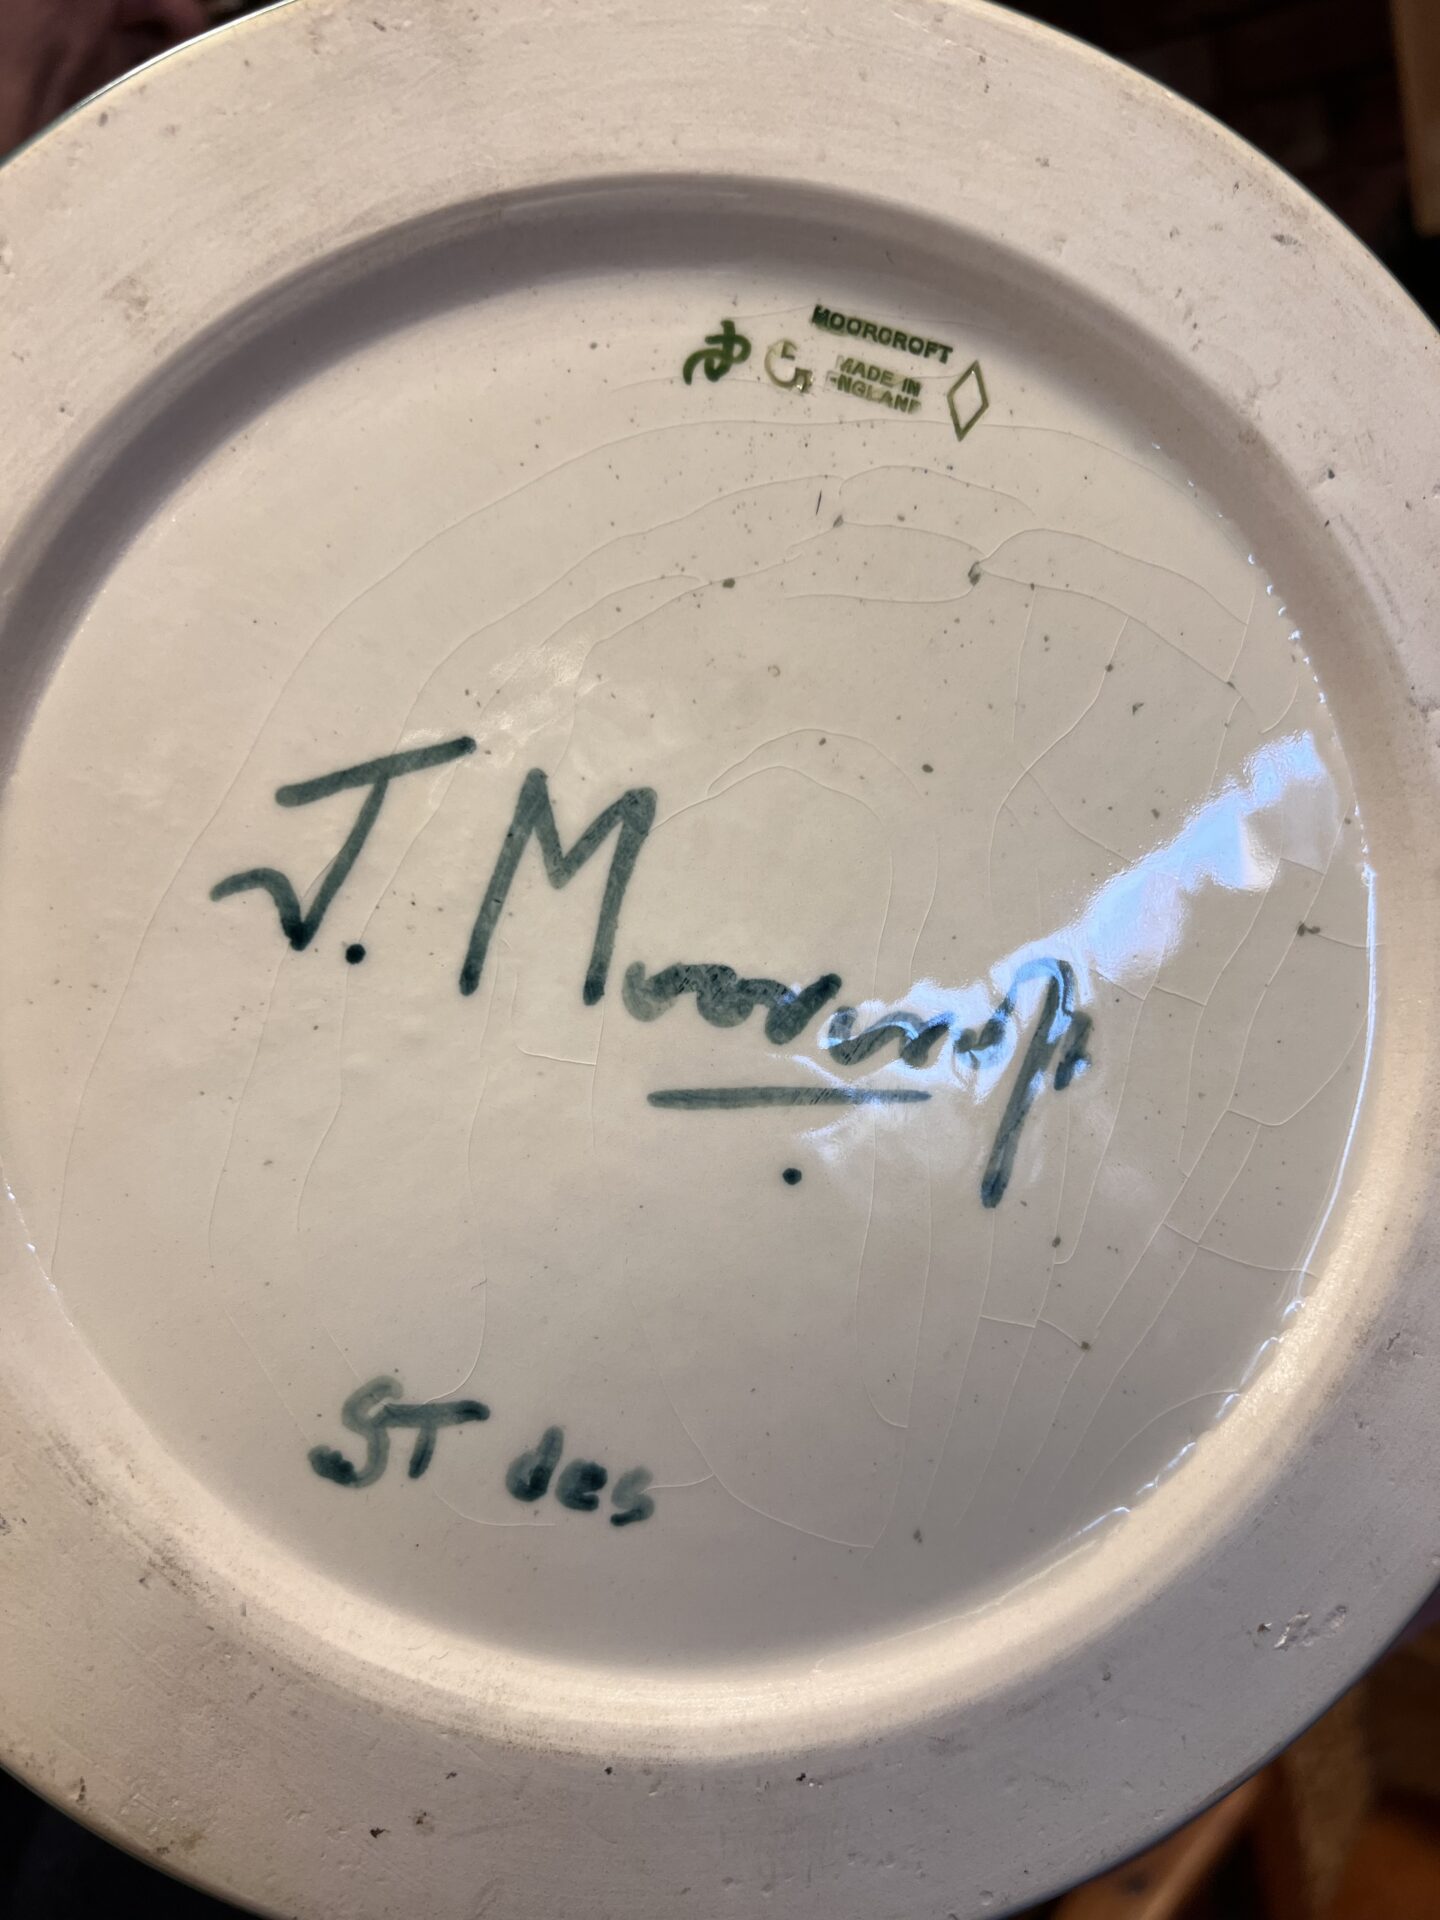 MOORCROFT
MADE IN
ENGLAND
J. Moorcroft
ST des